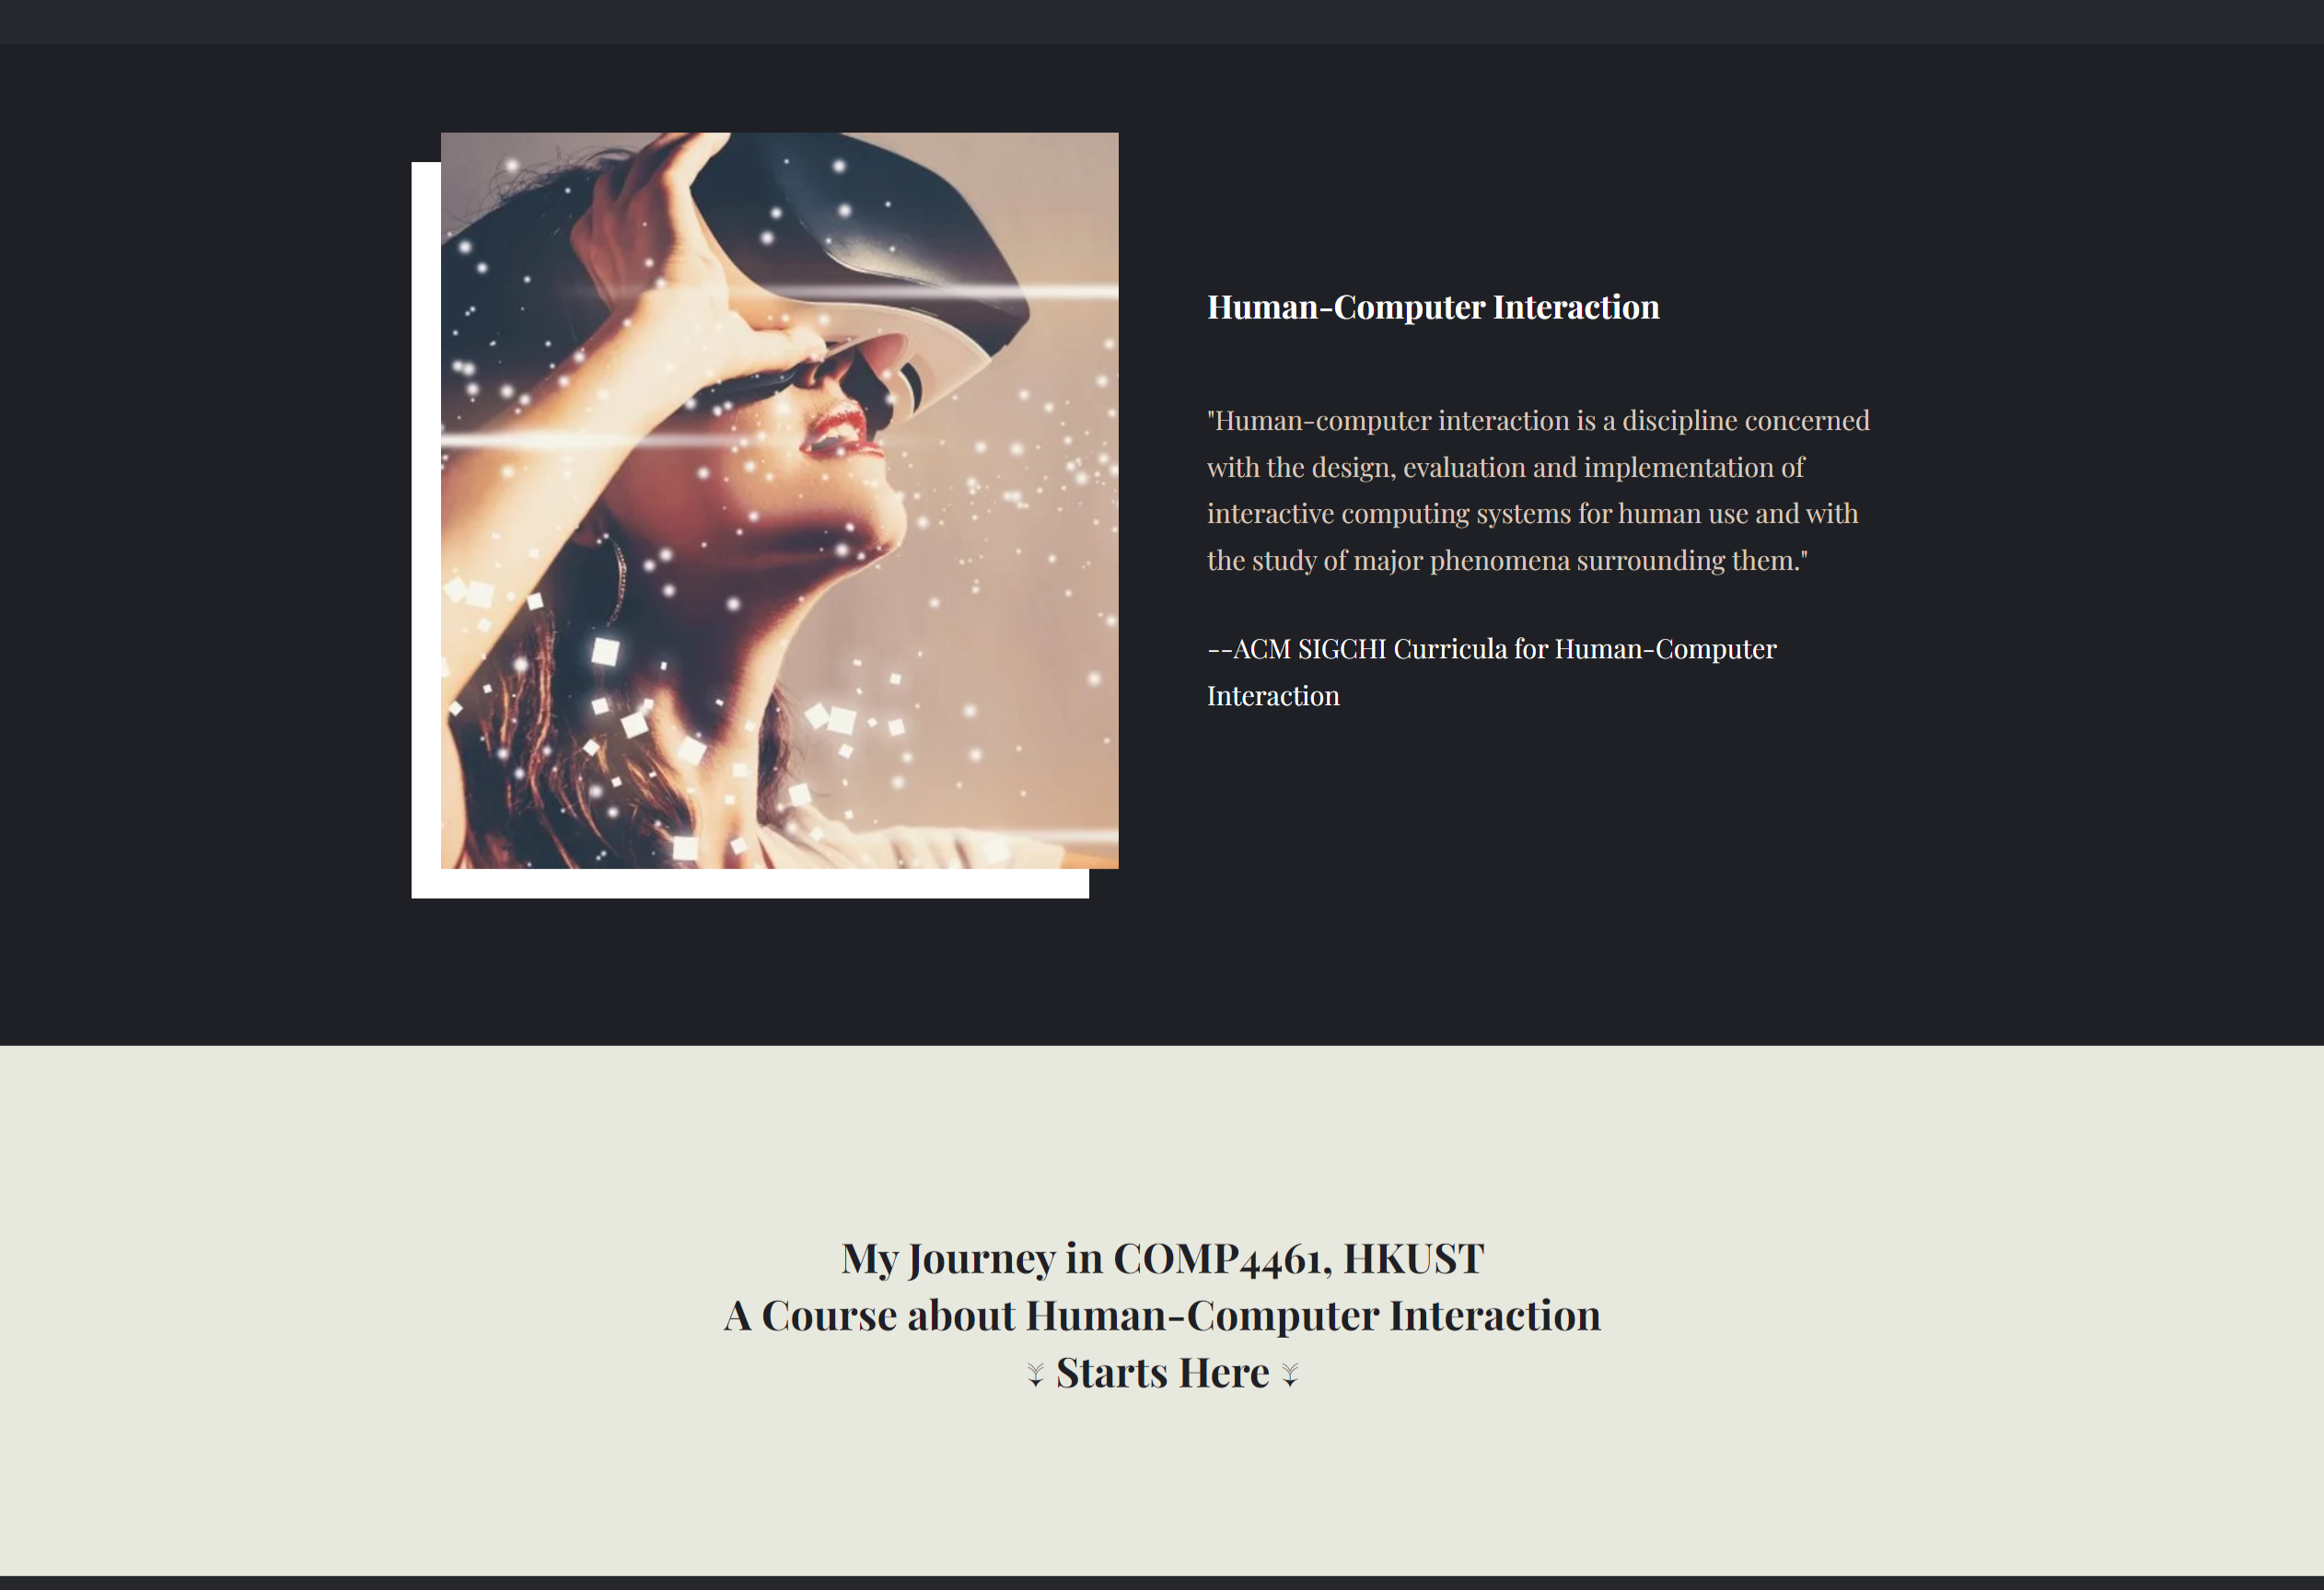 Human-Computer Interaction
"Human-computer interaction is a discipline concerned
with the design, evaluation and implementation of
interactive computing systems for human use and with
the study of major phenomena surrounding them."
--ACM SIGCHI Curricula for Human-Computer
Interaction
My Journey in COMP4461, HKUST
A Course about Human-Computer Interaction
Starts Here